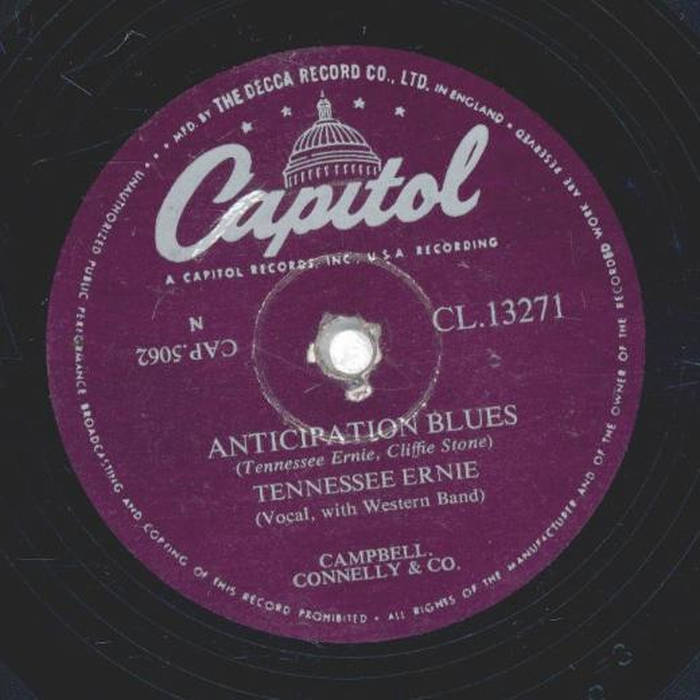 MFD. BY THE DECCA RECORD CO., LTD. IN ENGLAND • ALL RIGHTS OF THE MANUFACTURER AND OF THE OWNER OF THE RECORDED WORK ARE RESERVED
• UNAUTHORIZED PUBLIC PERFORMANCE BROADCASTING AND COPYING OF THIS RECORD PROHIBITED •
Capitol
A CAPITOL RECORDS, INC., U.S.A RECORDING
N
CAP.5062
CL.13271
ANTICIPATION BLUES
(Tennessee Ernie, Cliffie Stone)
TENNESSEE ERNIE
(Vocal, with Western Band)
CAMPBELL.
CONNELLY & CO.
3